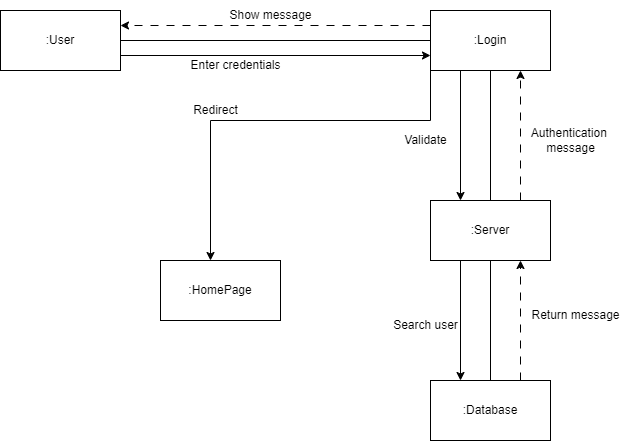 Show message
:User
:Login
Enter credentials
Redirect
Validate
Authentication
message
:Server
:HomePage
Search user
Return message
:Database